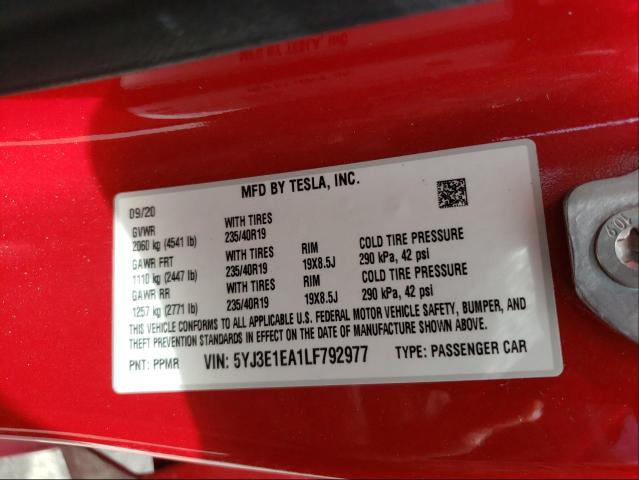 MFD BY TESLA, INC.
09/20
GVWR WITH TIRES
2060 kg (4541 lb) 235/40R19
GAWR FRT WITH TIRES RIM COLD TIRE PRESSURE
1110 kg (2447 lb) 235/40R19 19X8.5J 290 kPa, 42 psi
GAWR RR WITH TIRES RIM COLD TIRE PRESSURE
1257 kg (2771 lb) 235/40R19 19X8.5J 290 kPa, 42 psi
THIS VEHICLE CONFORMS TO ALL APPLICABLE U.S. FEDERAL MOTOR VEHICLE SAFETY, BUMPER, AND
THEFT PREVENTION STANDARDS IN EFFECT ON THE DATE OF MANUFACTURE SHOWN ABOVE.
PNT: PPMR VIN: 5YJ3E1EA1LF792977 TYPE: PASSENGER CAR